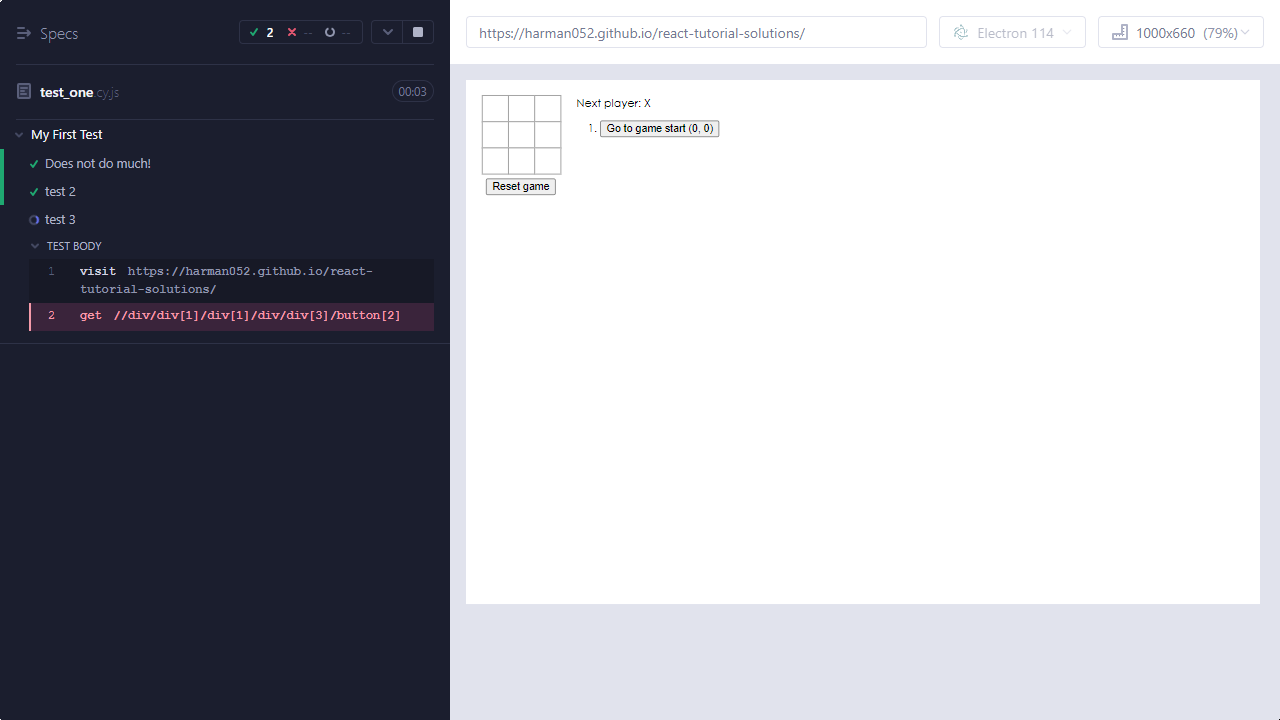 Specs
2
--
--
test_one.cy.js
00:03
My First Test
Does not do much!
test 2
test 3
TEST BODY
1 visit https://harman052.github.io/react-
tutorial-solutions/
2 get //div/div[1]/div[1]/div/div[3]/button[2]
https://harman052.github.io/react-tutorial-solutions/
Electron 114
1000x660 (79%)
Next player: X
1. Go to game start (0, 0)
Reset game